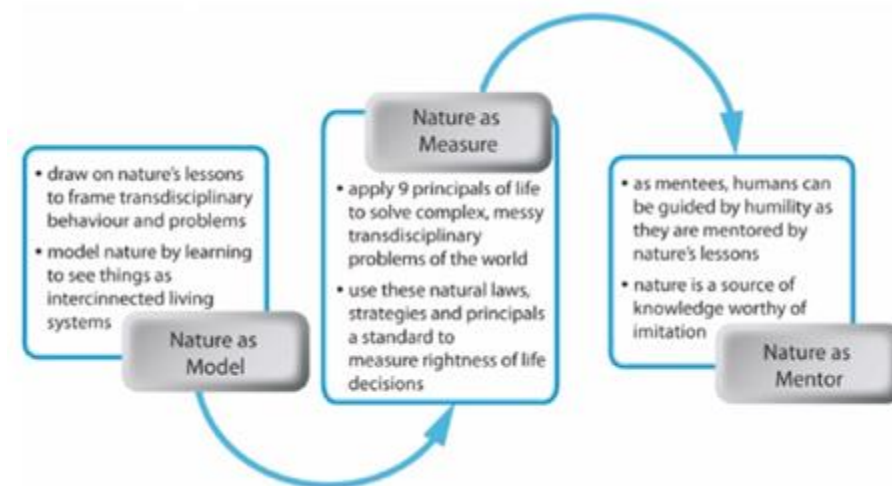 • draw on nature's lessons
to frame transdisciplinary
behaviour and problems
• model nature by learning
to see things as
intercinnected living
systems
Nature as
Model
Nature as
Measure
• apply 9 principals of life
to solve complex, messy
transdisciplinary
problems of the world
• use these natural laws,
strategies and principals
a standard to
measure rightness of life
decisions
• as mentees, humans can
be guided by humility as
they are mentored by
nature's lessons
• nature is a source of
knowledge worthy of
imitation
Nature as
Mentor